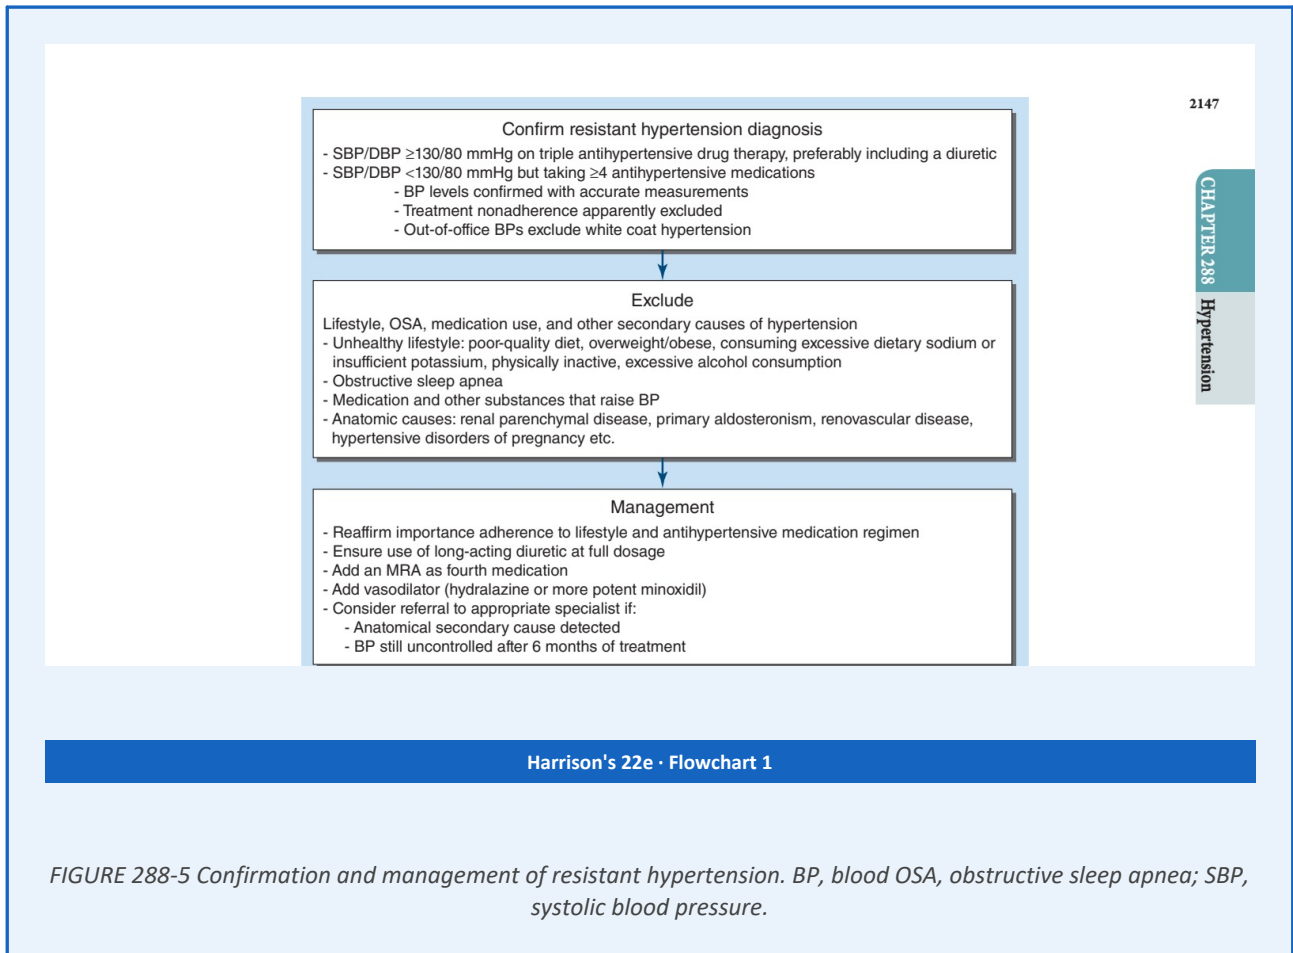 2147
CHAPTER 288 Hypertension
Confirm resistant hypertension diagnosis
- SBP/DBP ≥130/80 mmHg on triple antihypertensive drug therapy, preferably including a diuretic
- SBP/DBP <130/80 mmHg but taking ≥4 antihypertensive medications
- BP levels confirmed with accurate measurements
- Treatment nonadherence apparently excluded
- Out-of-office BPs exclude white coat hypertension
Exclude
Lifestyle, OSA, medication use, and other secondary causes of hypertension
- Unhealthy lifestyle: poor-quality diet, overweight/obese, consuming excessive dietary sodium or
insufficient potassium, physically inactive, excessive alcohol consumption
- Obstructive sleep apnea
- Medication and other substances that raise BP
- Anatomic causes: renal parenchymal disease, primary aldosteronism, renovascular disease,
hypertensive disorders of pregnancy etc.
Management
- Reaffirm importance adherence to lifestyle and antihypertensive medication regimen
- Ensure use of long-acting diuretic at full dosage
- Add an MRA as fourth medication
- Add vasodilator (hydralazine or more potent minoxidil)
- Consider referral to appropriate specialist if:
- Anatomical secondary cause detected
- BP still uncontrolled after 6 months of treatment
Harrison's 22e · Flowchart 1
FIGURE 288-5 Confirmation and management of resistant hypertension. BP, blood OSA, obstructive sleep apnea; SBP,
systolic blood pressure.